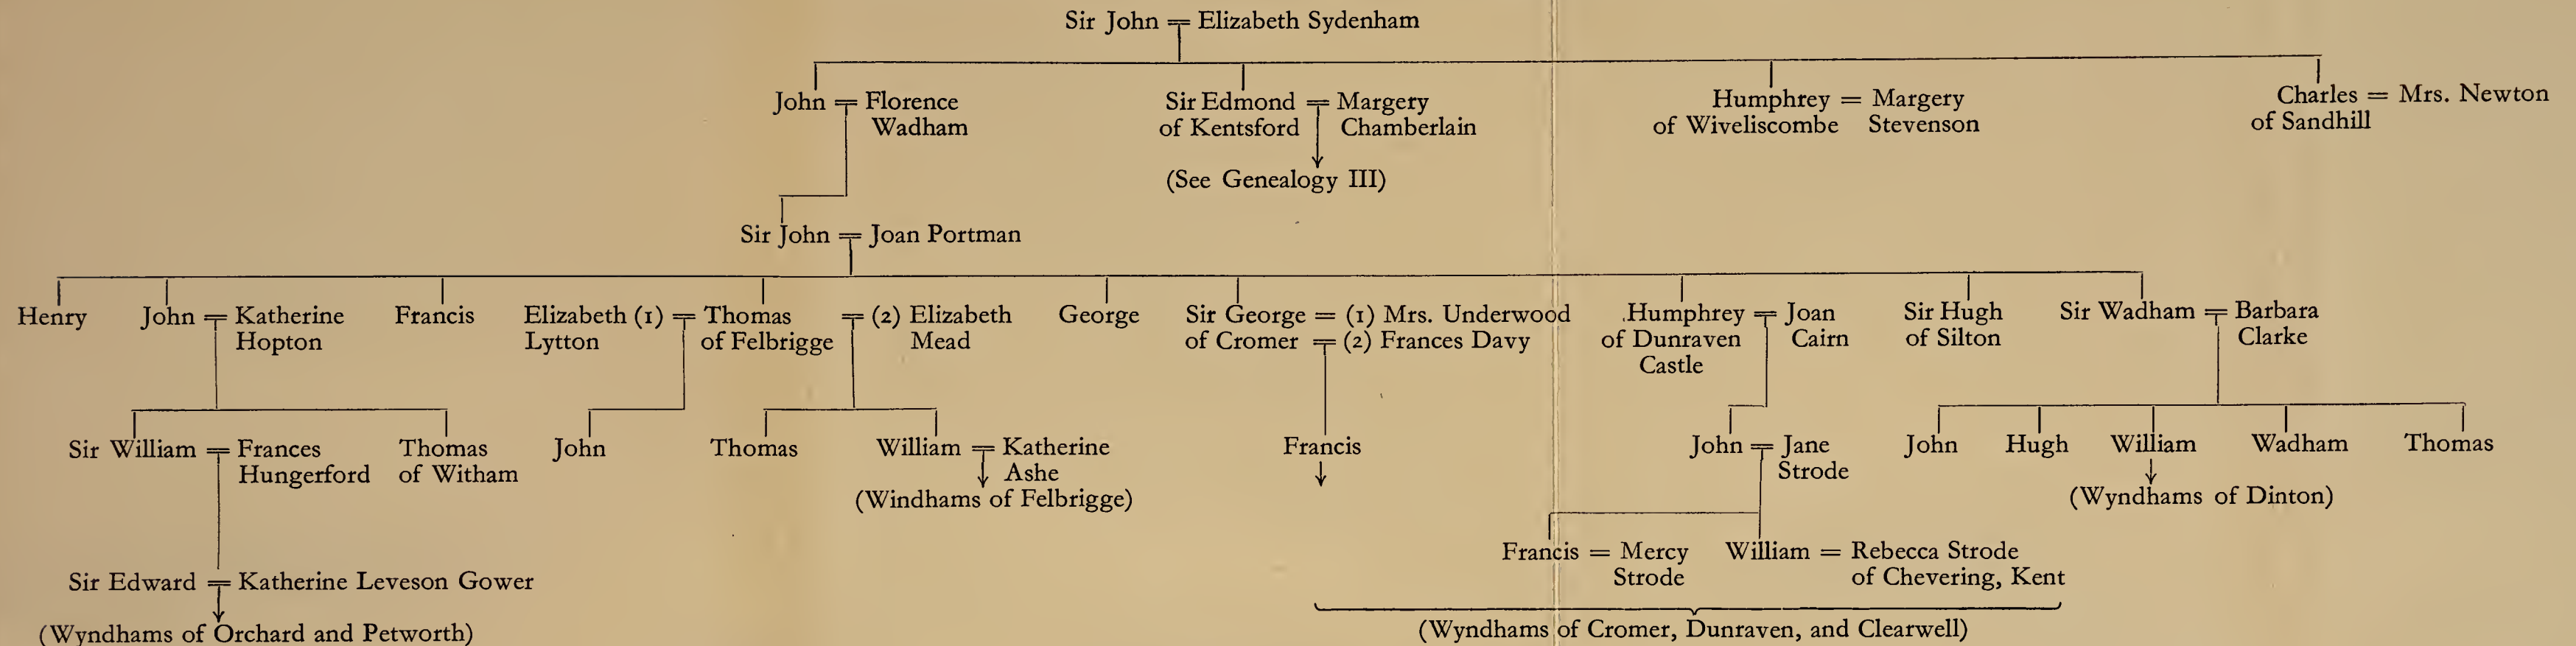 Sir John = Elizabeth Sydenham
John = Florence Wadham
Sir Edmond of Kentsford = Margery Chamberlain
(See Genealogy III)
Humphrey of Wiveliscombe = Margery Stevenson
Charles of Sandhill = Mrs. Newton
Sir John = Joan Portman
Henry
John = Katherine Hopton
Francis
Elizabeth Lytton (1) = Thomas of Felbrigge = (2) Elizabeth Mead
George
Sir George of Cromer = (1) Mrs. Underwood
= (2) Frances Davy
Humphrey of Dunraven Castle = Joan Cairn
Sir Hugh of Silton
Sir Wadham = Barbara Clarke
Sir William = Frances Hungerford
Thomas of Witham
John
Thomas
William = Katherine Ashe
(Windhams of Felbrigge)
Francis
John = Jane Strode
John
Hugh
William
Wadham
Thomas
(Wyndhams of Dinton)
Francis = Mercy Strode
William = Rebecca Strode of Chevering, Kent
Sir Edward = Katherine Leveson Gower
(Wyndhams of Orchard and Petworth)
(Wyndhams of Cromer, Dunraven, and Clearwell)